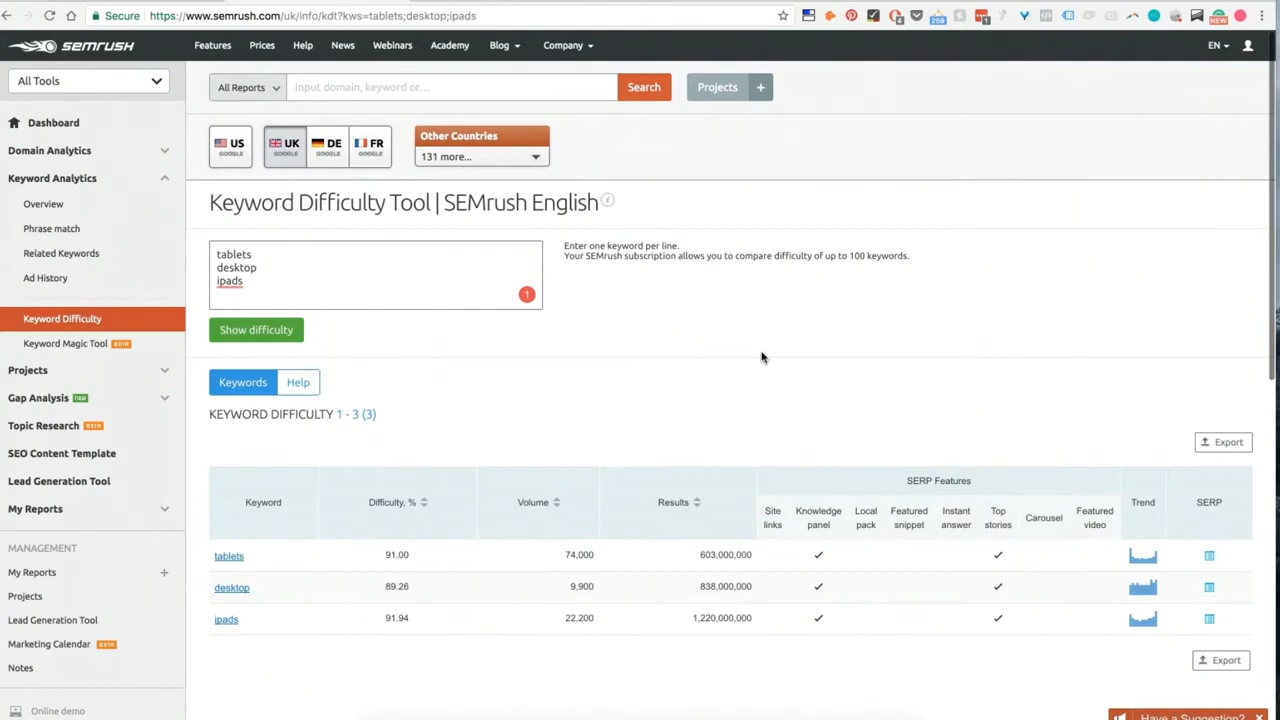 Secure https://www.semrush.com/uk/info/kdt?kws=tablets;desktop;ipads
4 259 1 NEW
SEMRUSH Features Prices Help News Webinars Academy Blog Company EN
All Tools
All Reports Input domain, keyword or… Search Projects +
Dashboard
Domain Analytics
Keyword Analytics
Overview
Phrase match
Related Keywords
Ad History
Keyword Difficulty
Keyword Magic Tool BETA
Projects
Gap Analysis NEW
Topic Research BETA
SEO Content Template
Lead Generation Tool
My Reports
MANAGEMENT
My Reports +
Projects
Lead Generation Tool
Marketing Calendar BETA
Notes
Online demo
US GOOGLE UK GOOGLE DE GOOGLE FR GOOGLE
Other Countries
131 more...
Keyword Difficulty Tool | SEMrush English i
tablets
desktop
ipads
1
Enter one keyword per line.
Your SEMrush subscription allows you to compare difficulty of up to 100 keywords.
Show difficulty
Keywords Help
KEYWORD DIFFICULTY 1 - 3 (3)
Export
Keyword Difficulty, % Volume Results SERP Features Trend SERP
Site links Knowledge panel Local pack Featured snippet Instant answer Top stories Carousel Featured video
tablets 91.00 74,000 603,000,000 ✓ ✓
desktop 89.26 9,900 838,000,000 ✓ ✓
ipads 91.94 22,200 1,220,000,000 ✓ ✓
Export
Have a Suggestion? ×